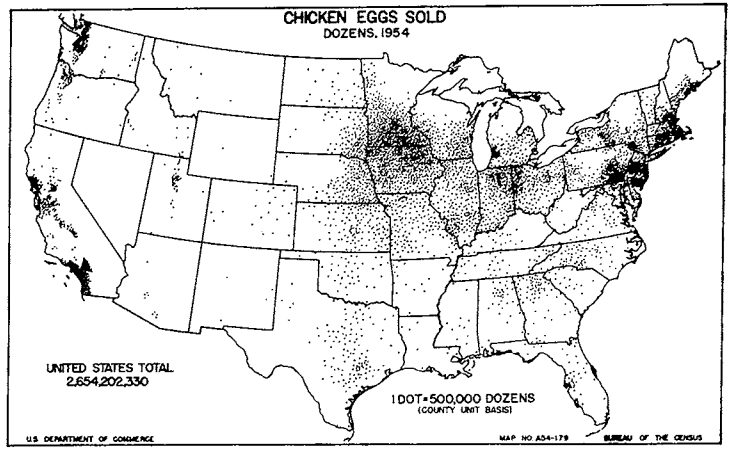 CHICKEN EGGS SOLD
DOZENS, 1954
UNITED STATES TOTAL
2,654,202,330
1 DOT=500,000 DOZENS
(COUNTY UNIT BASIS)
U.S. DEPARTMENT OF COMMERCE
MAP NO. A54-179
BUREAU OF THE CENSUS